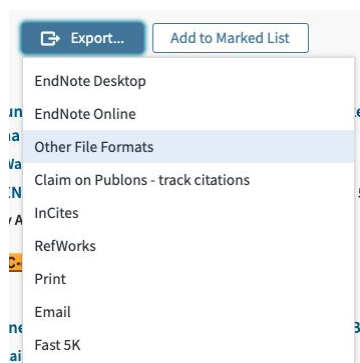 Export...
Add to Marked List
EndNote Desktop
EndNote Online
Other File Formats
Claim on Publons - track citations
InCites
RefWorks
Print
Email
Fast 5K